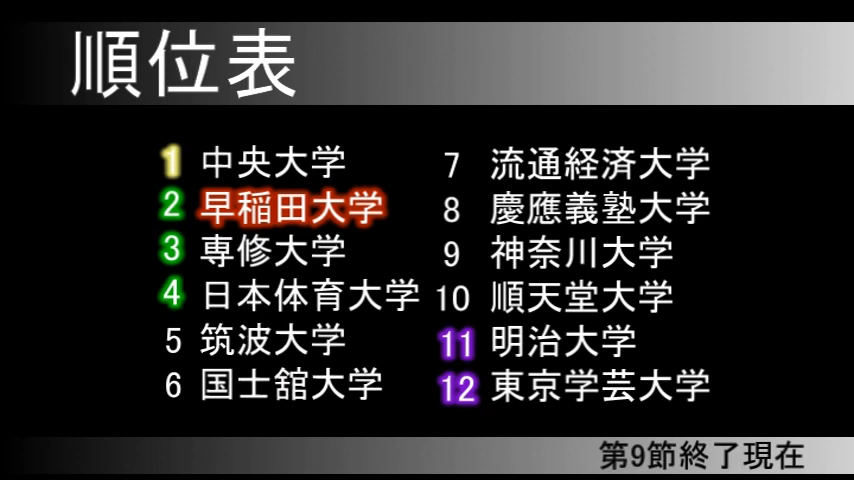 順位表
1 中央大学
2 早稲田大学
3 専修大学
4 日本体育大学
5 筑波大学
6 国士舘大学
7 流通経済大学
8 慶應義塾大学
9 神奈川大学
10 順天堂大学
11 明治大学
12 東京学芸大学
第9節終了現在